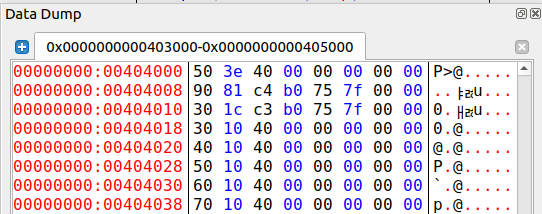 Data Dump
0x0000000000403000-0x0000000000405000
00000000:00404000 50 3e 40 00 00 00 00 00 P>@.....
00000000:00404008 90 81 c4 b0 75 7f 00 00
00000000:00404010 30 1c c3 b0 75 7f 00 00
00000000:00404018 30 10 40 00 00 00 00 00 0.@.....
00000000:00404020 40 10 40 00 00 00 00 00 @.@.....
00000000:00404028 50 10 40 00 00 00 00 00 P.@.....
00000000:00404030 60 10 40 00 00 00 00 00 `.@.....
00000000:00404038 70 10 40 00 00 00 00 00 p.@.....